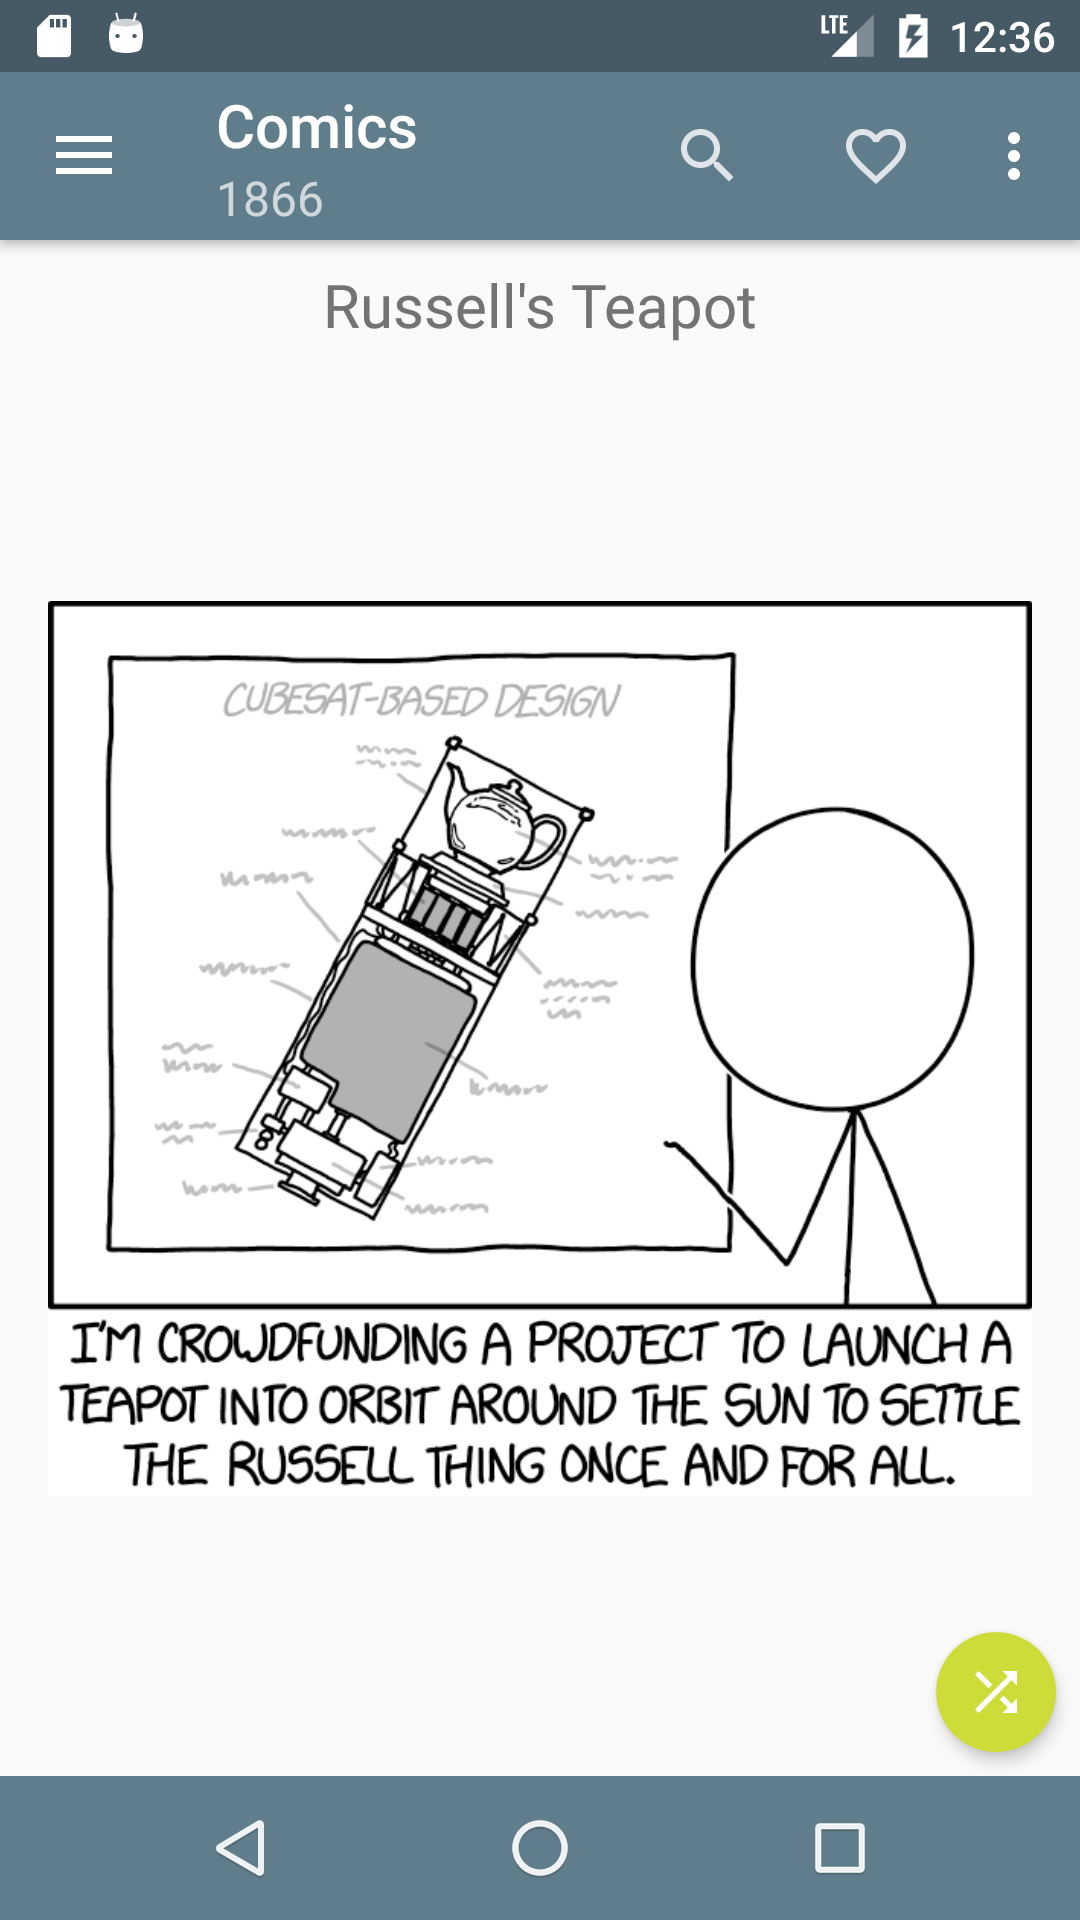 LTE 12:36
Comics
1866
Russell's Teapot
CUBESAT-BASED DESIGN
I'M CROWDFUNDING A PROJECT TO LAUNCH A
TEAPOT INTO ORBIT AROUND THE SUN TO SETTLE
THE RUSSELL THING ONCE AND FOR ALL.